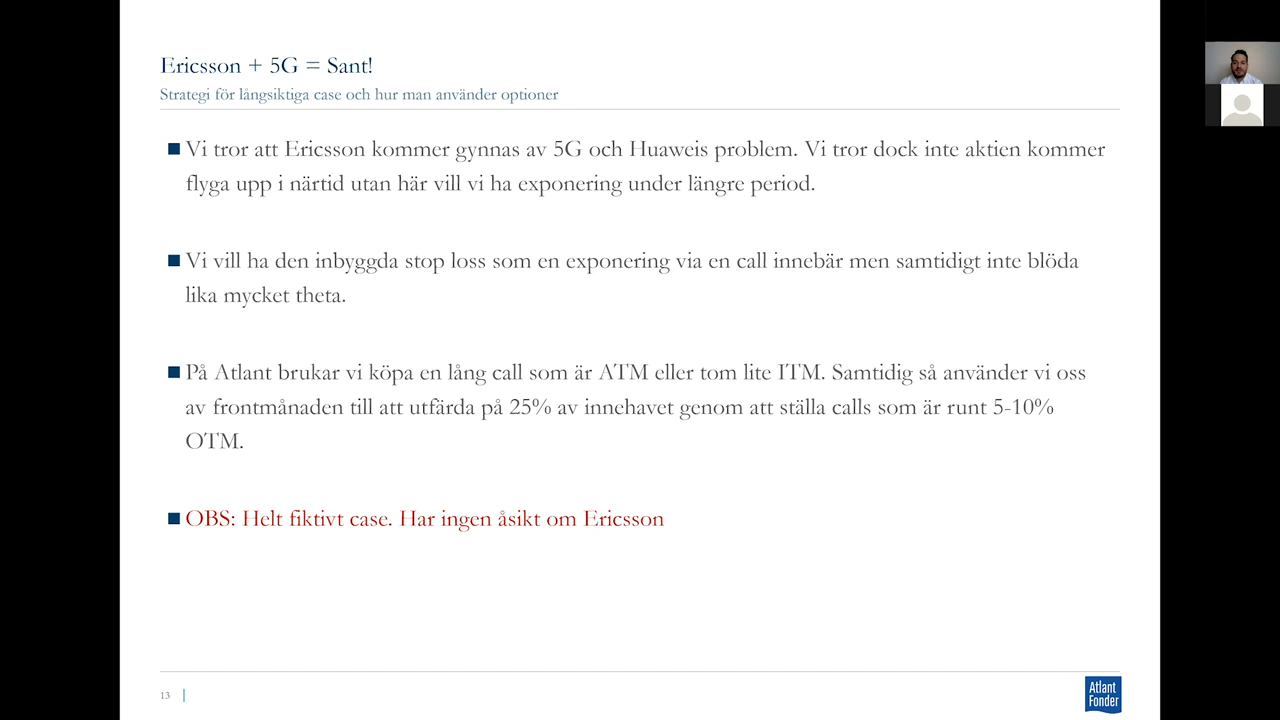 Ericsson + 5G = Sant!
Strategi för långsiktiga case och hur man använder optioner
Vi tror att Ericsson kommer gynnas av 5G och Huaweis problem. Vi tror dock inte aktien kommer
flyga upp i närtid utan här vill vi ha exponering under längre period.
Vi vill ha den inbyggda stop loss som en exponering via en call innebär men samtidigt inte blöda
lika mycket theta.
På Atlant brukar vi köpa en lång call som är ATM eller tom lite ITM. Samtidig så använder vi oss
av frontmånaden till att utfärda på 25% av innehavet genom att ställa calls som är runt 5-10%
OTM.
OBS: Helt fiktivt case. Har ingen åsikt om Ericsson
13
Atlant
Fonder